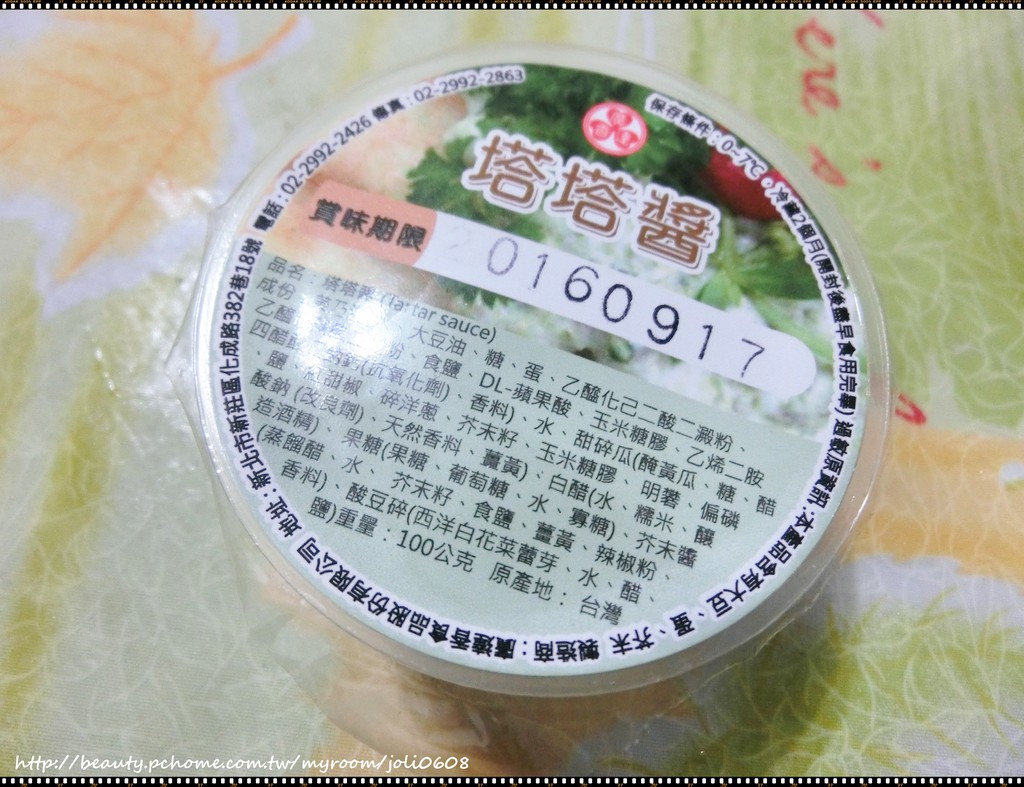 電話：02-2992-2426 傳真：02-2992-2863
保存條件：0~7℃，冷藏2個月(開封後盡早食用完畢) 過敏原資訊：本產品含有大豆、蛋、芥末
塔塔醬
賞味期限
20160917
品名：塔塔醬(Tartar sauce)
成份： 大豆油、糖、蛋、乙醯化己二酸二澱粉、
乙醯 粉、食鹽、DL-蘋果酸、玉米糖膠、乙烯二胺
四醋 鈉(抗氧化劑)、香料)、水、甜碎瓜(醃黃瓜、糖、醋
、鹽、紅甜椒、碎洋蔥、芥末籽、玉米糖膠、明礬、偏磷
酸鈉(改良劑)、天然香料、薑黃)、白醋(水、糯米、釀
造酒精)、果糖(果糖、葡萄糖、水、寡糖)、芥末醬
(蒸餾醋、水、芥末籽、食鹽、薑黃、辣椒粉、
香料)、酸豆碎(西洋白花菜蕾芽、水、醋、
鹽)重量：100公克 原產地：台灣
製造商：廣達香食品股份有限公司 地址：新北市新莊區化成路382巷18號
here is
http://beauty.pchome.com.tw/myroom/joli0608